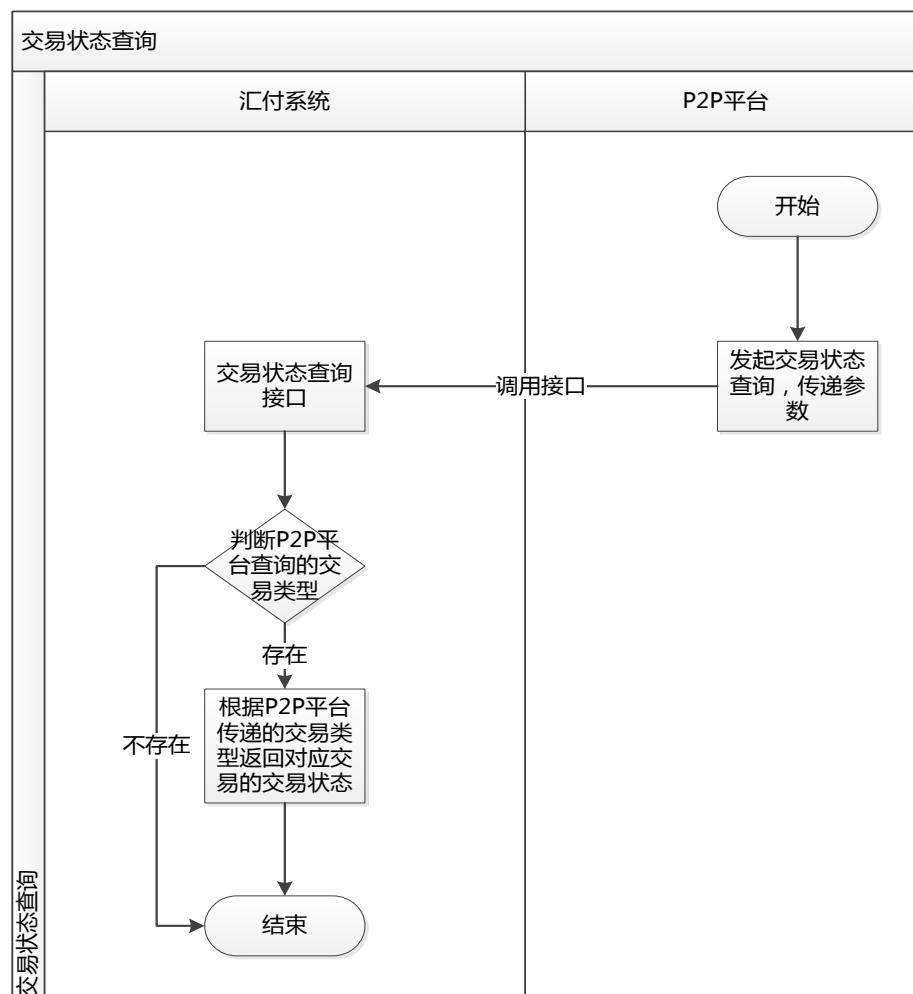 交易状态查询
汇付系统
P2P平台
开始
发起交易状态
查询，传递参
数
调用接口
交易状态查询
接口
判断P2P平
台查询的交
易类型
存在
不存在
根据P2P平台
传递的交易类
型返回对应交
易的交易状态
结束
交易状态查询